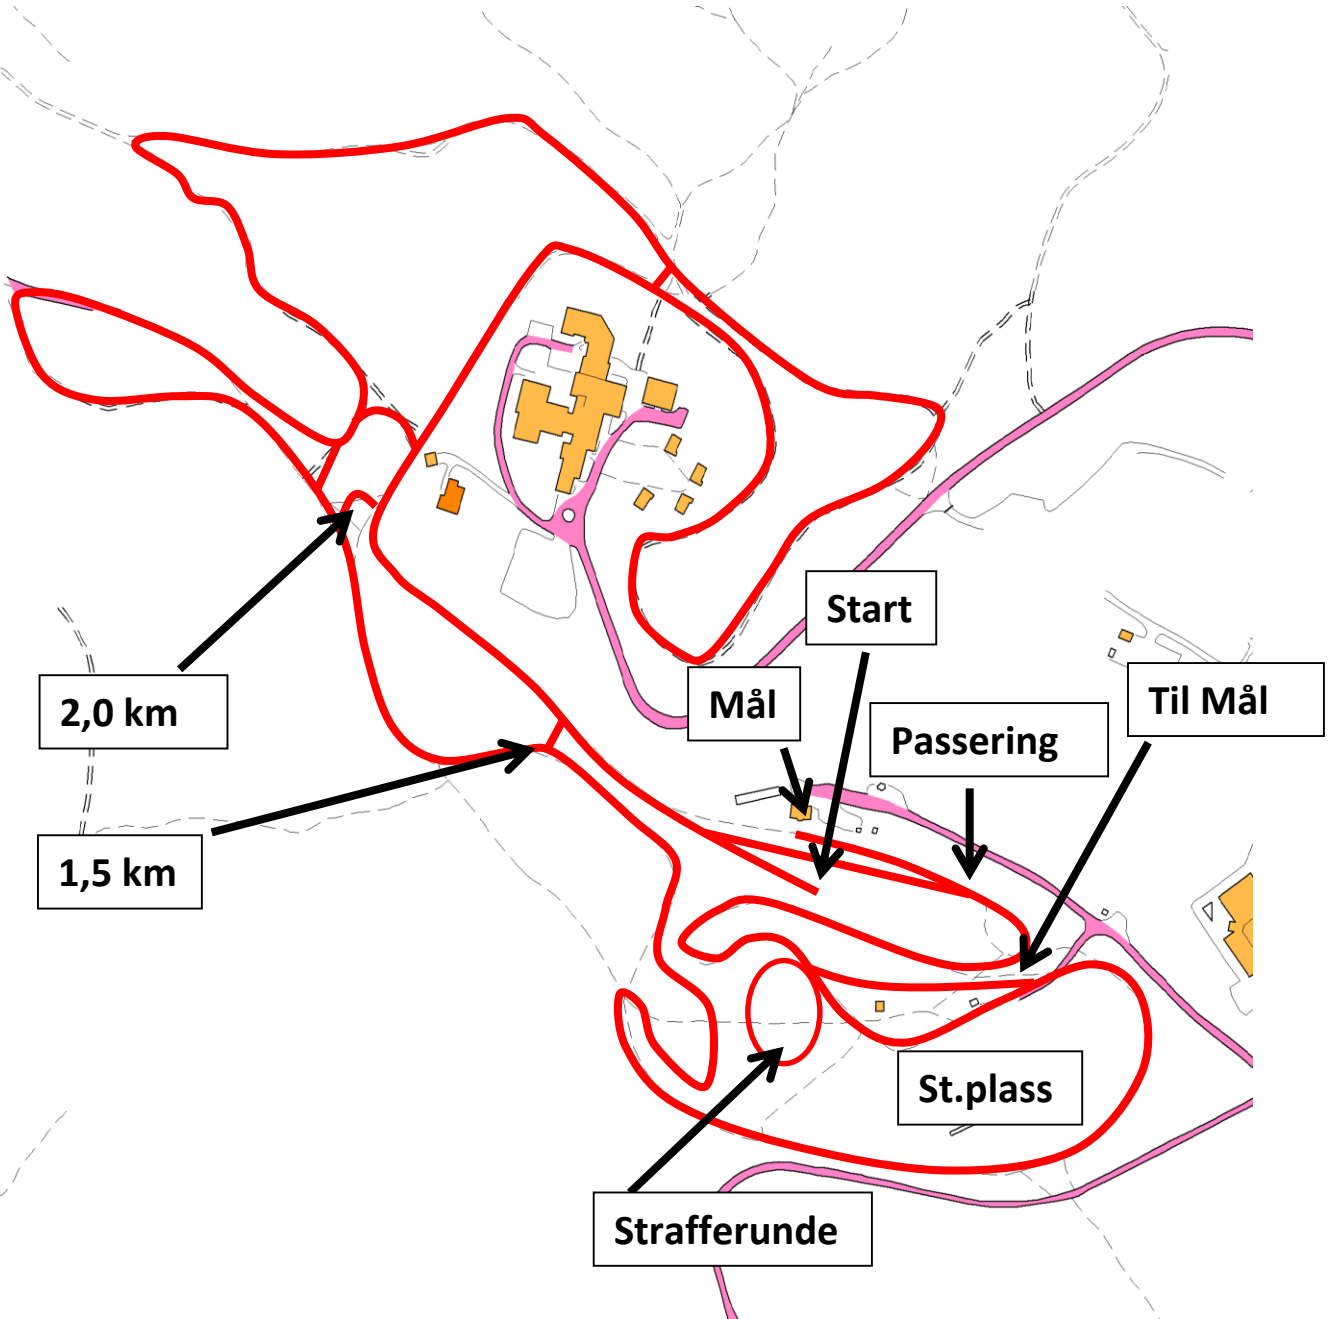 Start
Mål
Til Mål
Passering
2,0 km
1,5 km
St.plass
Strafferunde